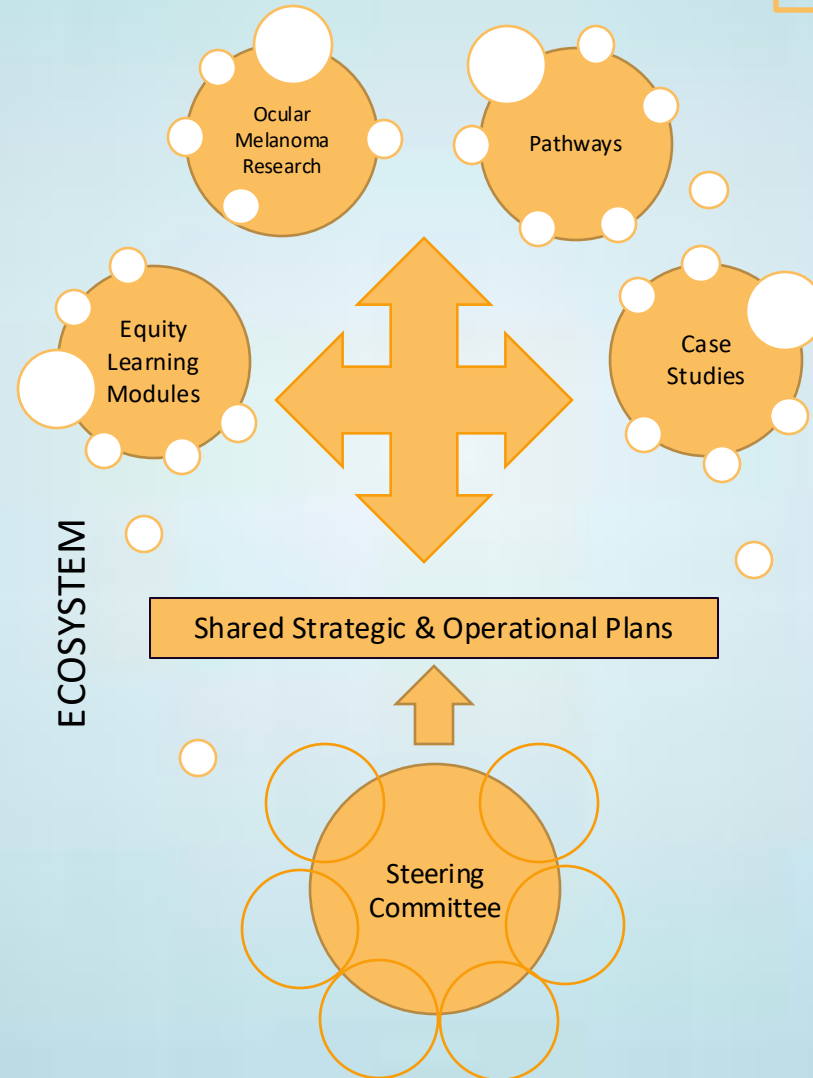 Ocular
Melanoma
Research
Pathways
Equity
Learning
Modules
Case
Studies
ECOSYSTEM
Shared Strategic & Operational Plans
Steering
Committee